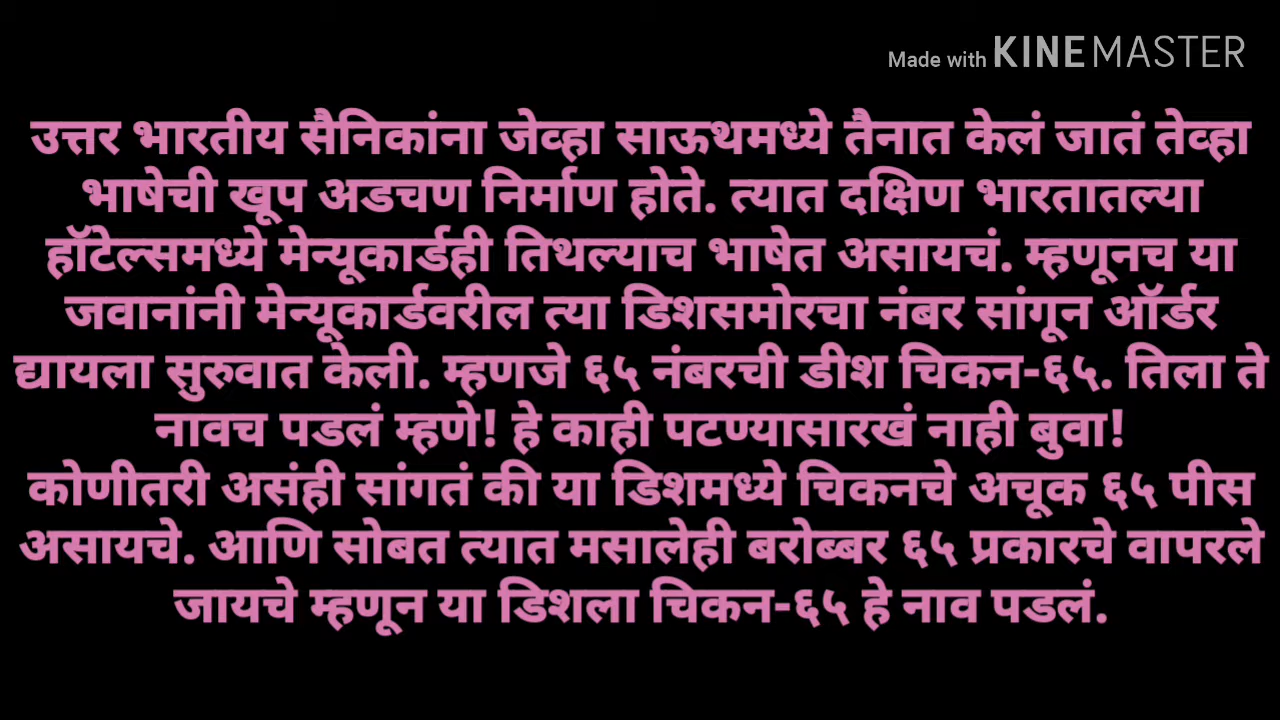 Made with KINEMASTER
उत्तर भारतीय सैनिकांना जेव्हा साऊथमध्ये तैनात केलं जातं तेव्हा
भाषेची खूप अडचण निर्माण होते. त्यात दक्षिण भारतातल्या
हॉटेल्समध्ये मेन्यूकार्डही तिथल्याच भाषेत असायचं. म्हणूनच या
जवानांनी मेन्यूकार्डवरील त्या डिशसमोरचा नंबर सांगून ऑर्डर
द्यायला सुरुवात केली. म्हणजे ६५ नंबरची डीश चिकन-६५. तिला ते
नावच पडलं म्हणे! हे काही पटण्यासारखं नाही बुवा!
कोणीतरी असंही सांगतं की या डिशमध्ये चिकनचे अचूक ६५ पीस
असायचे. आणि सोबत त्यात मसालेही बरोब्बर ६५ प्रकारचे वापरले
जायचे म्हणून या डिशला चिकन-६५ हे नाव पडलं.